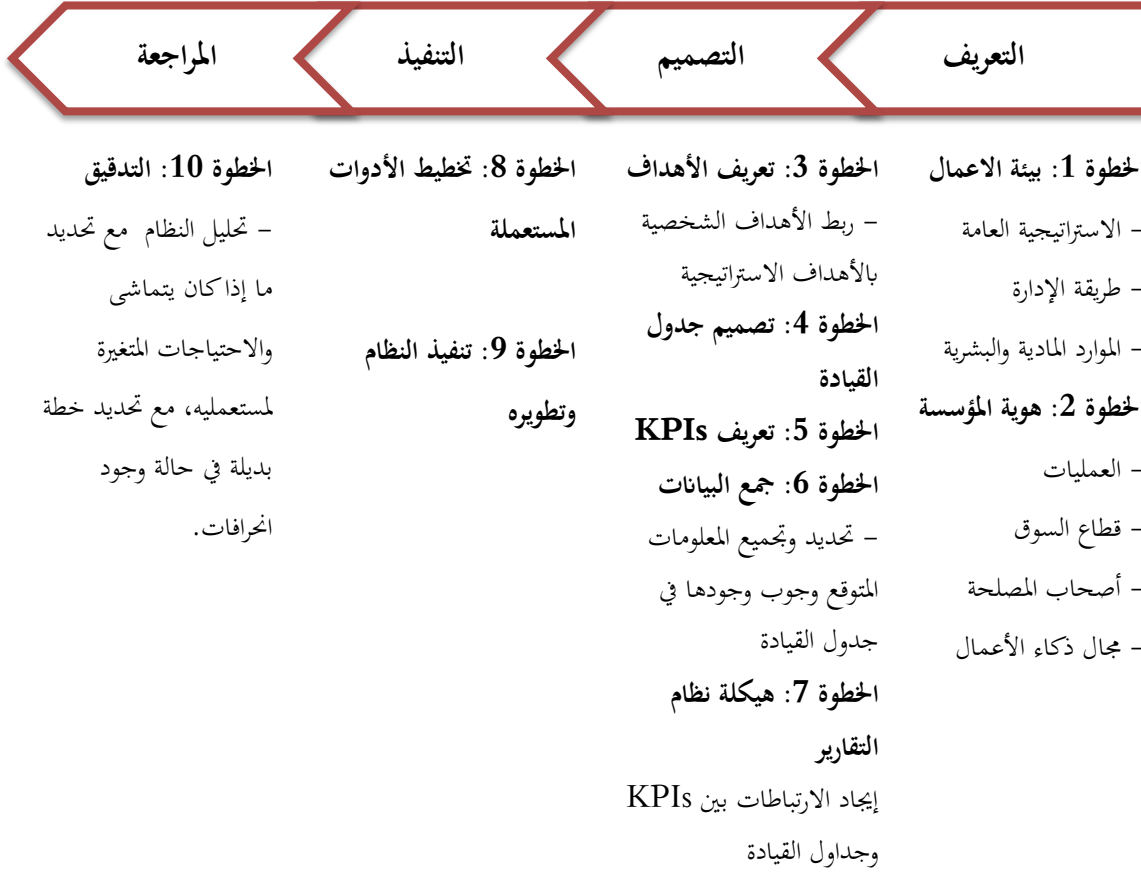 التعريف
التصميم
التنفيذ
المراجعة
لخطوة 1: بيئة الاعمال
– الاستراتيجية العامة
– طريقة الإدارة
– الموارد المادية والبشرية
لخطوة 2: هوية المؤسسة
– العمليات
– قطاع السوق
– أصحاب المصلحة
– مجال ذكاء الأعمال
الخطوة 3: تعريف الأهداف
– ربط الأهداف الشخصية
بالأهداف الاستراتيجية
الخطوة 4: تصميم جدول
القيادة
الخطوة 5: تعريف KPIs
الخطوة 6: جمع البيانات
– تحديد وتجميع المعلومات
المتوقع وجوب وجودها في
جدول القيادة
الخطوة 7: هيكلة نظام
التقارير
إيجاد الارتباطات بين KPIs
وجداول القيادة
الخطوة 8: تخطيط الأدوات
المستعملة
الخطوة 9: تنفيذ النظام
وتطويره
الخطوة 10: التدقيق
– تحليل النظام مع تحديد
ما إذا كان يتماشى
والاحتياجات المتغيرة
لمستعمليه، مع تحديد خطة
بديلة في حالة وجود
انحرافات.